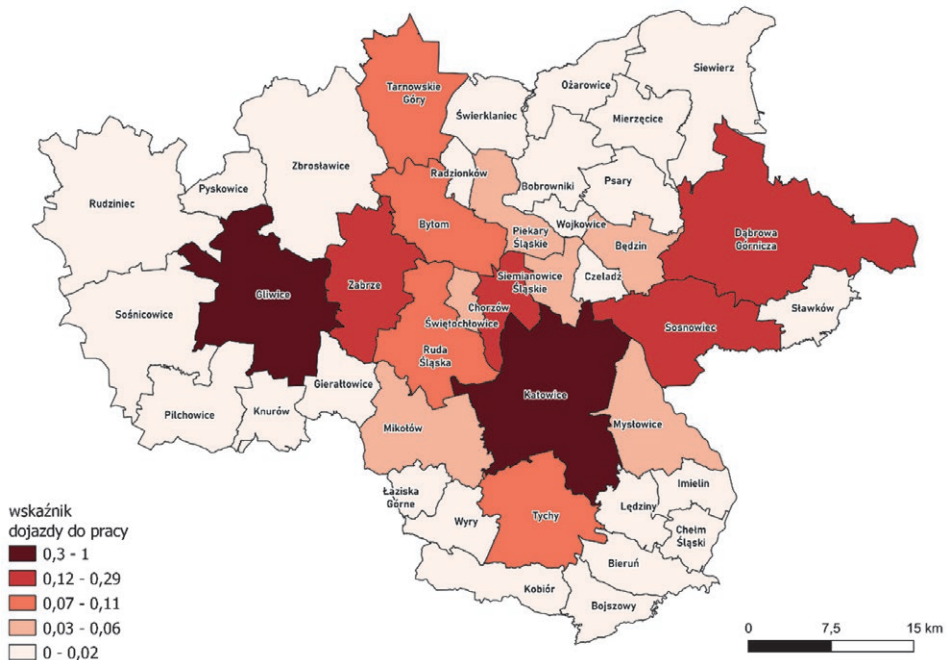 Siewierz
Ożarowice
Tarnowskie
Góry
Świerklaniec
Mierzęcice
Zbrosławice
Radzionków
Pyskowice
Bobrowniki
Psary
Rudziniec
Bytom
Wojkowice
Piekary
Śląskie
Będzin
Dąbrowa
Górnicza
Siemianowice
Śląskie
Czeladź
Gliwice
Zabrze
Chorzów
Sławków
Sośnicowice
Świętochłowice
Sosnowiec
Ruda
Śląska
Gierałtowice
Katowice
Pilchowice
Knurów
Mikołów
Mysłowice
Imielin
Łaziska
Górne
Lędziny
Wyry
Tychy
Chełm
Śląski
Bieruń
Kobiór
Bojszowy
wskaźnik
dojazdy do pracy
0,3 - 1
0,12 - 0,29
0,07 - 0,11
0,03 - 0,06
0 - 0,02
0 7,5 15 km